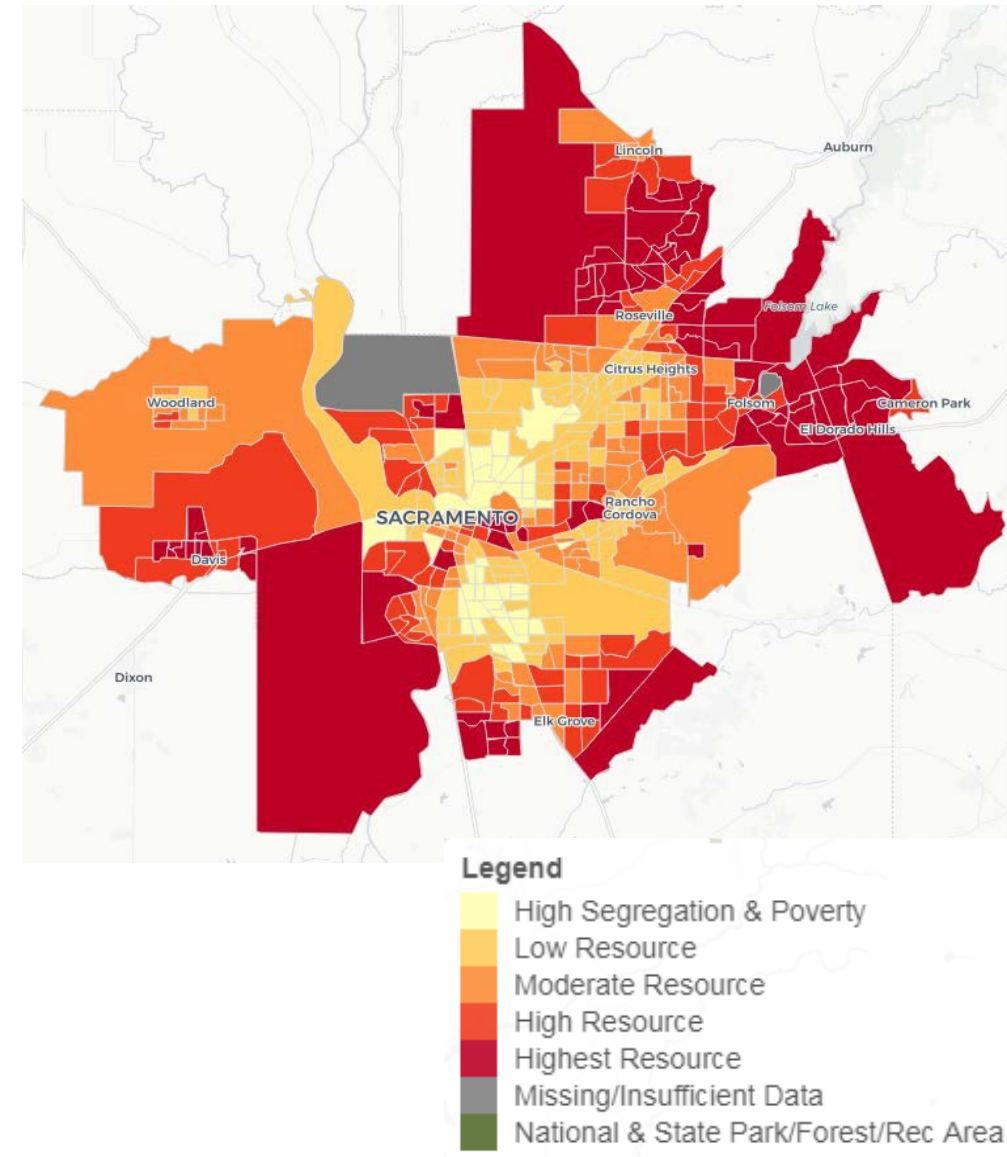 Lincoln
Auburn
Folsom Lake
Roseville
Citrus Heights
Woodland
Folsom
Cameron Park
El Dorado Hills
Rancho
Cordova
SACRAMENTO
Davis
Dixon
Elk Grove
Legend
High Segregation & Poverty
Low Resource
Moderate Resource
High Resource
Highest Resource
Missing/Insufficient Data
National & State Park/Forest/Rec Area